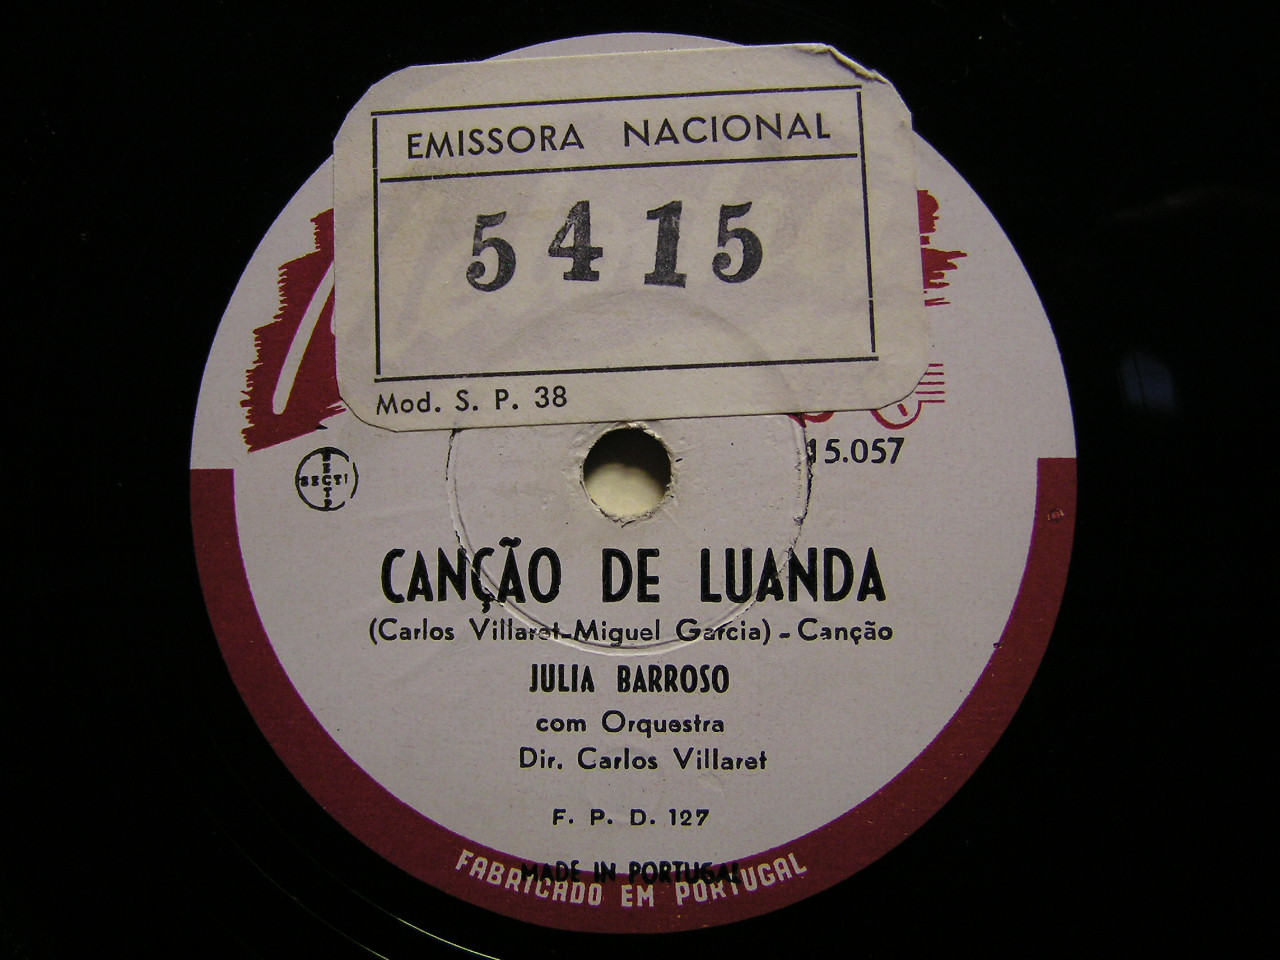 EMISSORA NACIONAL
5415
Mod. S. P. 38
15.057
SECTI
CANÇÃO DE LUANDA
(Carlos Villaret-Miguel Garcia) - Canção
JULIA BARROSO
com Orquestra
Dir. Carlos Villaret
F. P. D. 127
MADE IN PORTUGAL
FABRICADO EM PORTUGAL